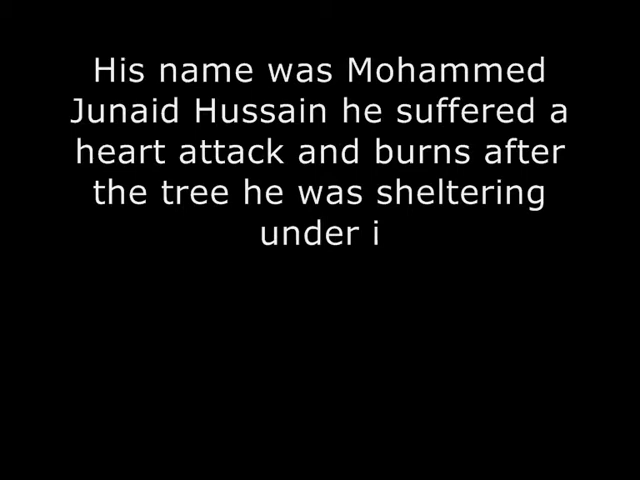 His name was Mohammed
Junaid Hussain he suffered a
heart attack and burns after
the tree he was sheltering
under i